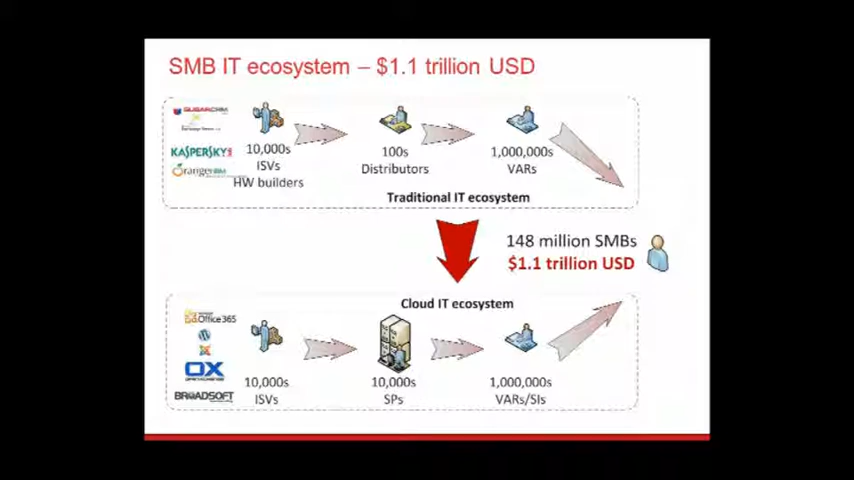 SMB IT ecosystem – $1.1 trillion USD
SUGARCRM
KASPERSKY
OrangeHRM
10,000s
ISVs
HW builders
100s
Distributors
1,000,000s
VARs
Traditional IT ecosystem
148 million SMBs
$1.1 trillion USD
Cloud IT ecosystem
Office 365
OX
BROADSOFT
10,000s
ISVs
10,000s
SPs
1,000,000s
VARs/SIs